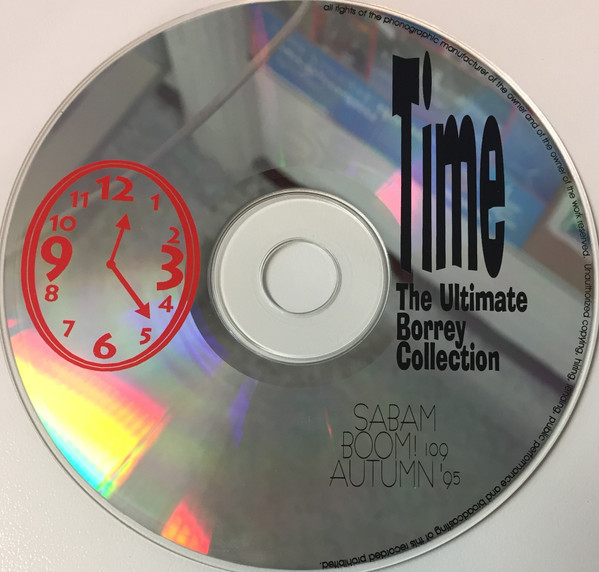 all rights of the phonographic manufacturer of the owner and of the owner of the work reserved. Unauthorized copying, hiring, lending, public performance and broadcasting of this recorded prohibited.
Time
The Ultimate
Borrey
Collection
11 12 1
10 2
9 3
8 4
7 5
6
SABAM
BOOM! 109
AUTUMN '95